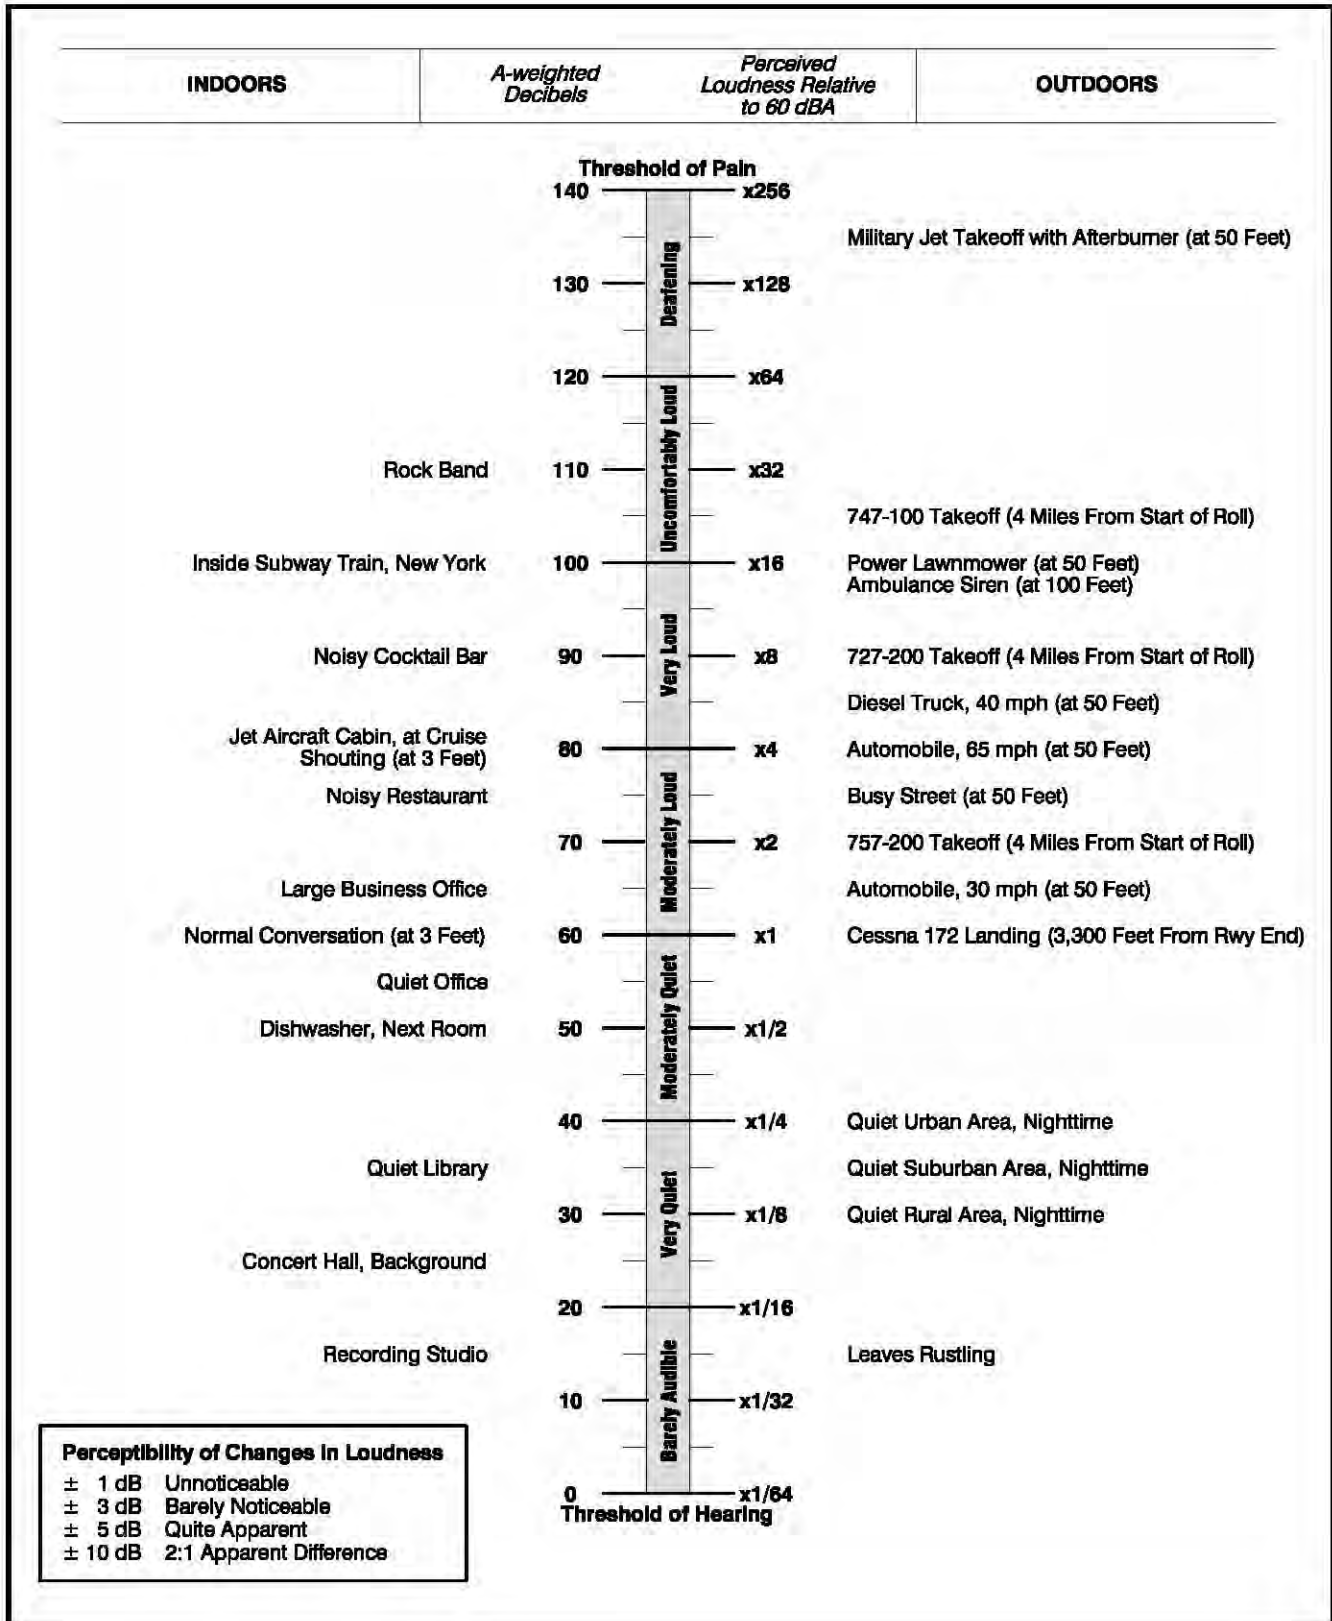 INDOORS
A-weighted
Decibels
Perceived
Loudness Relative
to 60 dBA
OUTDOORS
Threshold of Pain
140 x256
Military Jet Takeoff with Afterburner (at 50 Feet)
Deafening
130 x128
120 x64
Uncomfortably Loud
Rock Band 110 x32
747-100 Takeoff (4 Miles From Start of Roll)
Inside Subway Train, New York 100 x16 Power Lawnmower (at 50 Feet)
Ambulance Siren (at 100 Feet)
Very Loud
Noisy Cocktail Bar 90 x8 727-200 Takeoff (4 Miles From Start of Roll)
Diesel Truck, 40 mph (at 50 Feet)
Jet Aircraft Cabin, at Cruise
Shouting (at 3 Feet)
80 x4 Automobile, 65 mph (at 50 Feet)
Moderately Loud
Noisy Restaurant Busy Street (at 50 Feet)
70 x2 757-200 Takeoff (4 Miles From Start of Roll)
Large Business Office Automobile, 30 mph (at 50 Feet)
Normal Conversation (at 3 Feet) 60 x1 Cessna 172 Landing (3,300 Feet From Rwy End)
Moderately Quiet
Quiet Office
Dishwasher, Next Room 50 x1/2
40 x1/4 Quiet Urban Area, Nighttime
Very Quiet
Quiet Library Quiet Suburban Area, Nighttime
30 x1/8 Quiet Rural Area, Nighttime
Concert Hall, Background
20 x1/16
Barely Audible
Recording Studio Leaves Rustling
10 x1/32
0 x1/64
Threshold of Hearing
Perceptibility of Changes in Loudness
± 1 dB Unnoticeable
± 3 dB Barely Noticeable
± 5 dB Quite Apparent
± 10 dB 2:1 Apparent Difference